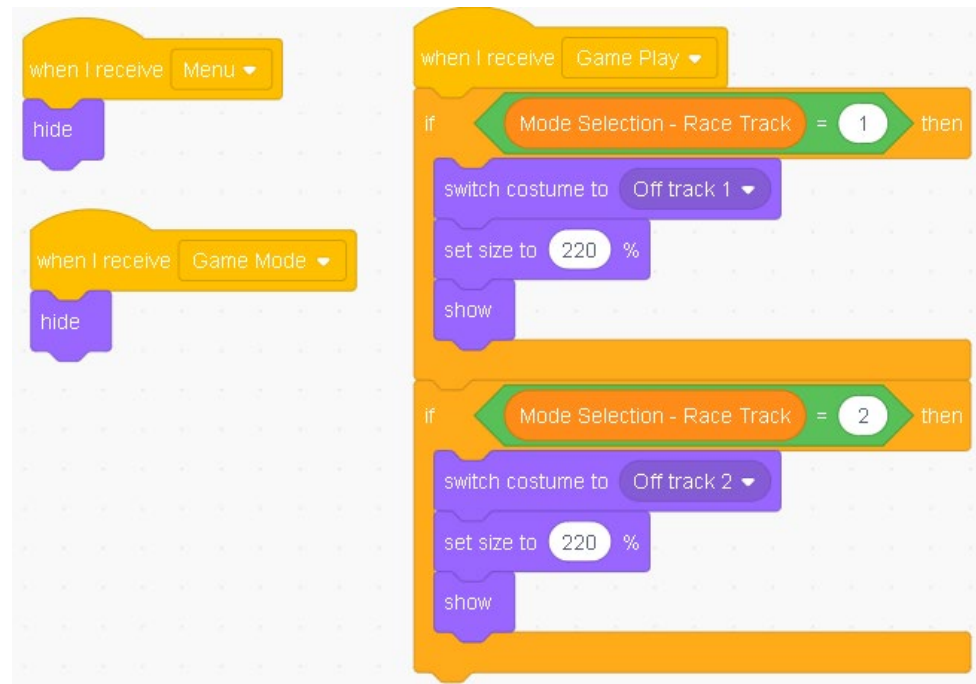 when I receive Menu
hide
when I receive Game Mode
hide
when I receive Game Play
if Mode Selection - Race Track = 1 then
switch costume to Off track 1
set size to 220 %
show
if Mode Selection - Race Track = 2 then
switch costume to Off track 2
set size to 220 %
show